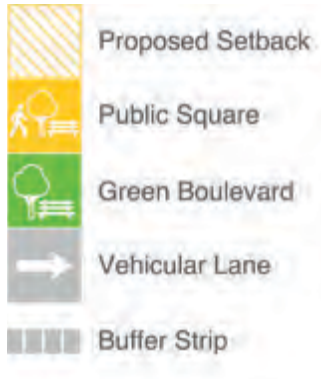 Proposed Setback
Public Square
Green Boulevard
Vehicular Lane
Buffer Strip